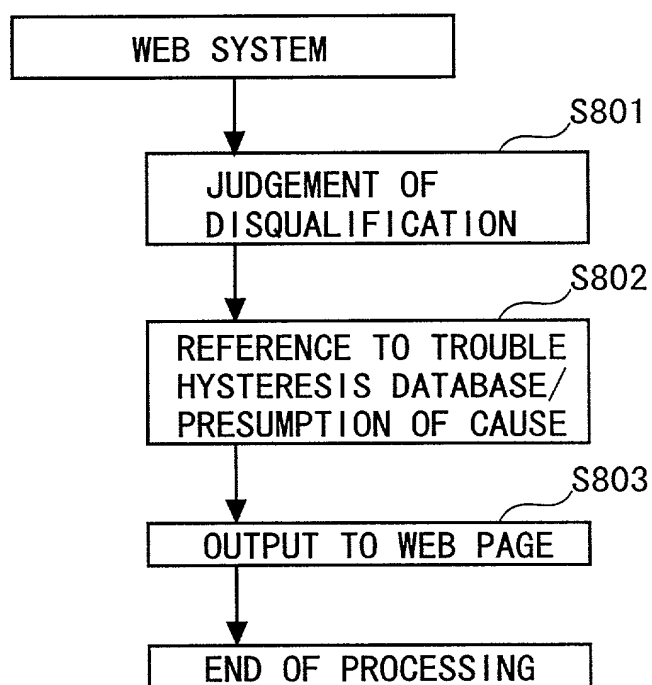 WEB SYSTEM
S801
JUDGEMENT OF
DISQUALIFICATION
S802
REFERENCE TO TROUBLE
HYSTERESIS DATABASE/
PRESUMPTION OF CAUSE
S803
OUTPUT TO WEB PAGE
END OF PROCESSING